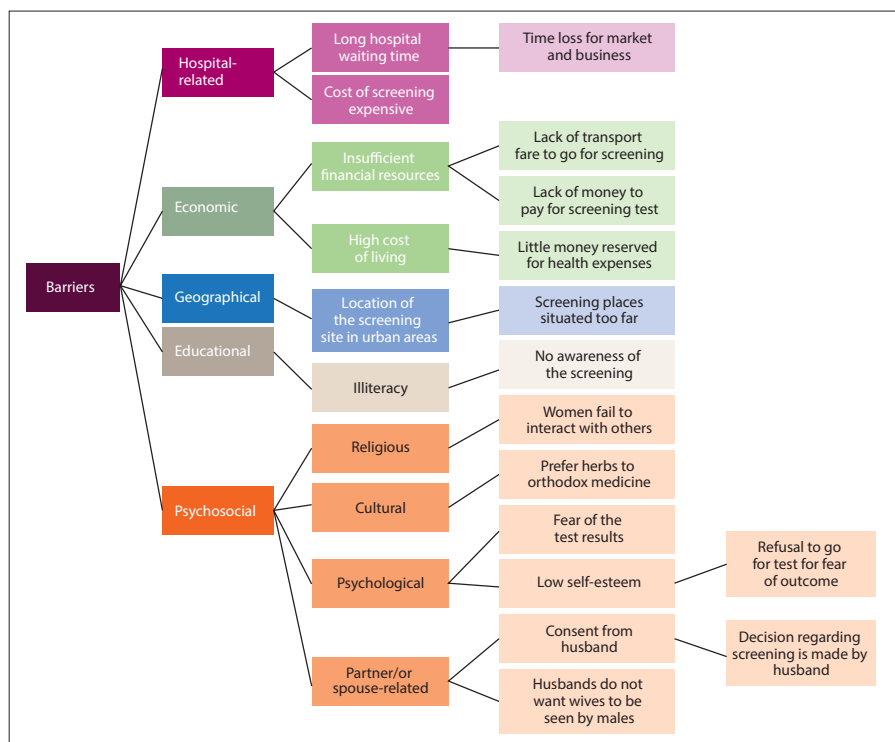 Barriers
Hospital-
related
Long hospital
waiting time
Time loss for market
and business
Cost of screening
expensive
Economic
Insufficient
financial resources
Lack of transport
fare to go for screening
Lack of money to
pay for screening test
High cost
of living
Little money reserved
for health expenses
Geographical
Location of
the screening
site in urban areas
Screening places
situated too far
Educational
Illiteracy
No awareness of
the screening
Psychosocial
Religious
Women fail to
interact with others
Cultural
Prefer herbs to
orthodox medicine
Psychological
Fear of the
test results
Low self-esteem
Refusal to go
for test for fear
of outcome
Partner/or
spouse-related
Consent from
husband
Decision regarding
screening is made by
husband
Husbands do not
want wives to be
seen by males